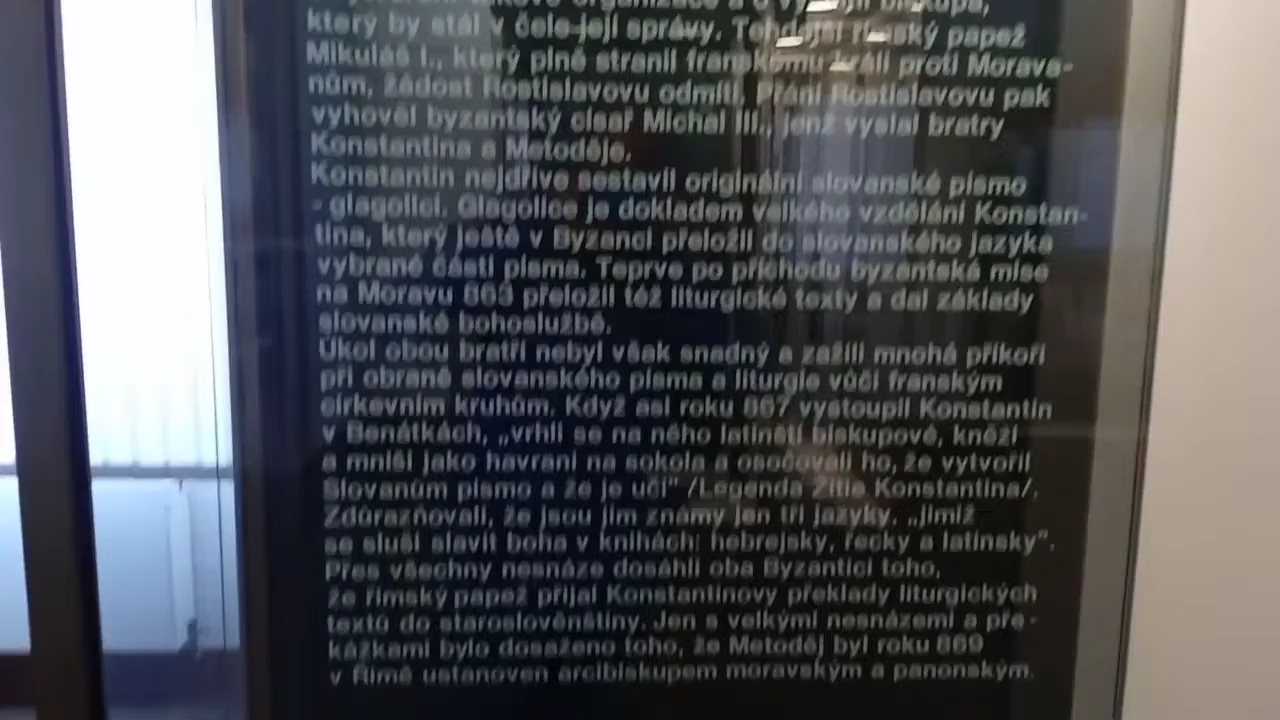 takové organizace a o
který by stál v čele její správy. Tehdejší římský papež
Mikuláš I., který plně stranil franskému králi proti Morava-
nům, žádost Rostislavovu odmítl. Přání Rostislavovu pak
vyhověl byzantský císař Michal III., jenž vyslal bratry
Konstantina a Metoděje.
Konstantin nejdříve sestavil originální slovanské písmo
- glagolici. Glagolice je dokladem velkého vzdělání Konstan-
tina, který ještě v Byzanci přeložil do slovanského jazyka
vybrané části písma. Teprve po příchodu byzantské mise
na Moravu 863 přeložil též liturgické texty a dal základy
slovanské bohoslužbě.
Úkol obou bratří nebyl však snadný a zažili mnohá příkoří
při obraně slovanského písma a liturgie vůči franským
církevním kruhům. Když asi roku 867 vystoupil Konstantin
v Benátkách, „vrhli se na něho latinští biskupové, kněží
a mniši jako havrani na sokola a osočovali ho, že vytvořil
Slovanům písmo a že je učí" /Legenda Žitia Konstantina/.
Zdůrazňovali, že jsou jim známy jen tři jazyky, „jimiž
se sluší slavit boha v knihách: hebrejsky, řecky a latinsky".
Přes všechny nesnáze dosáhli oba Byzantici toho,
že římský papež přijal Konstantinovy překlady liturgických
textů do staroslověnštiny. Jen s velkými nesnázemi a pře-
kážkami bylo dosaženo toho, že Metoděj byl roku 869
v Římě ustanoven arcibiskupem moravským a panonským.